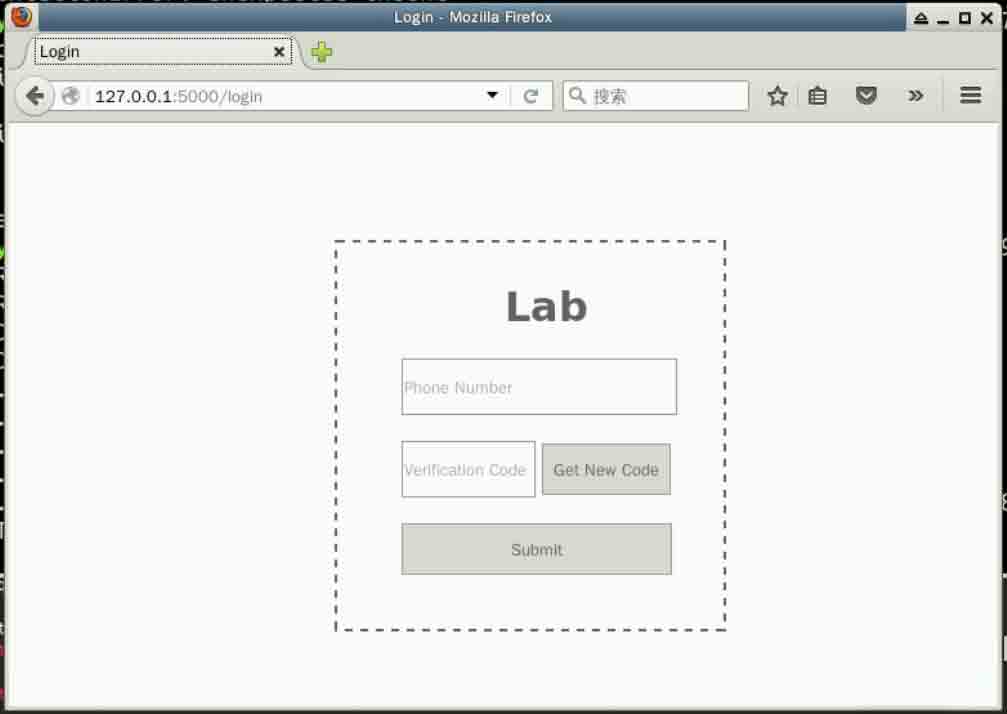 Login - Mozilla Firefox
Login
127.0.0.1:5000/login
搜索
Lab
Phone Number
Verification Code
Get New Code
Submit